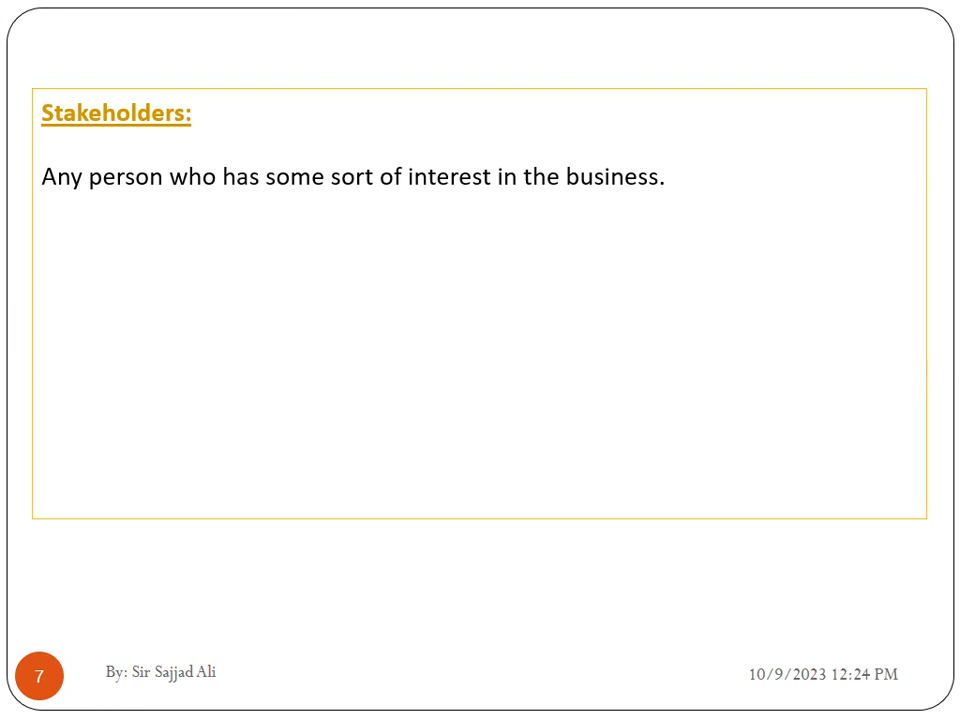 Stakeholders:
Any person who has some sort of interest in the business.
7
By: Sir Sajjad Ali
10/9/2023 12:24 PM